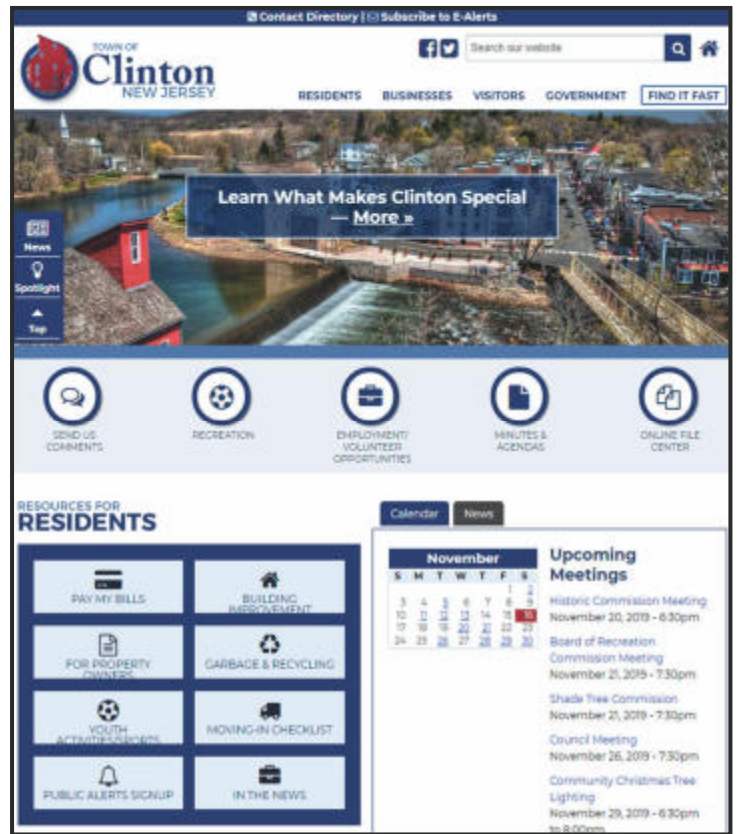 Contact Directory | Subscribe to E-Alerts
TOWN OF
Clinton
NEW JERSEY
Search our website
RESIDENTS BUSINESSES VISITORS GOVERNMENT FIND IT FAST
Learn What Makes Clinton Special
— More »
News
Spotlight
Top
SEND US
COMMENTS
RECREATION
EMPLOYMENT/
VOLUNTEER
OPPORTUNITIES
MINUTES &
AGENDAS
ONLINE FILE
CENTER
RESOURCES FOR
RESIDENTS
PAY MY BILLS
BUILDING
IMPROVEMENT
FOR PROPERTY
OWNERS
GARBAGE & RECYCLING
YOUTH
ACTIVITIES/SPORTS
MOVING-IN CHECKLIST
PUBLIC ALERTS SIGNUP
IN THE NEWS
Calendar News
November
S M T W T F S
1 2
3 4 5 6 7 8 9
10 11 12 13 14 15 16
17 18 19 20 21 22 23
24 25 26 27 28 29 30
Upcoming
Meetings
Historic Commission Meeting
November 20, 2019 - 6:30pm
Board of Recreation
Commission Meeting
November 21, 2019 - 7:30pm
Shade Tree Commission
November 21, 2019 - 7:30pm
Council Meeting
November 26, 2019 - 7:30pm
Community Christmas Tree
Lighting
November 29, 2019 - 6:30pm
to 8:00pm